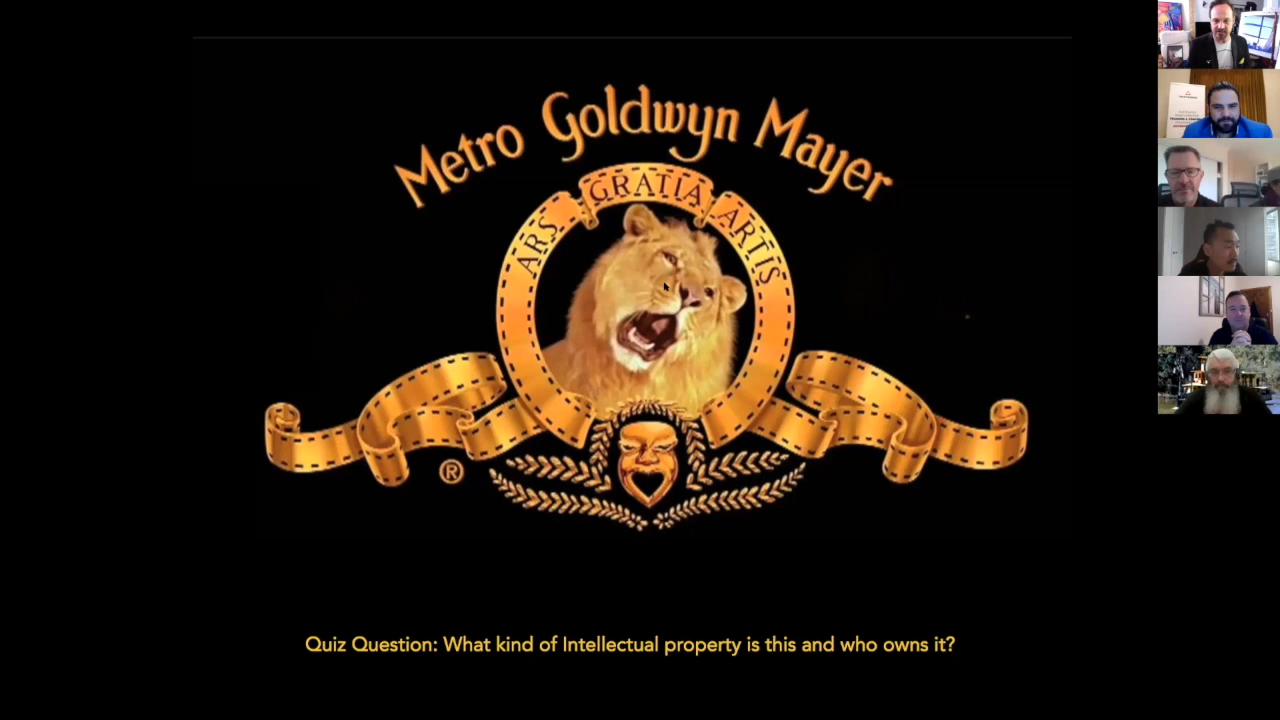 Metro Goldwyn Mayer
ARS GRATIA ARTIS
®
Quiz Question: What kind of Intellectual property is this and who owns it?